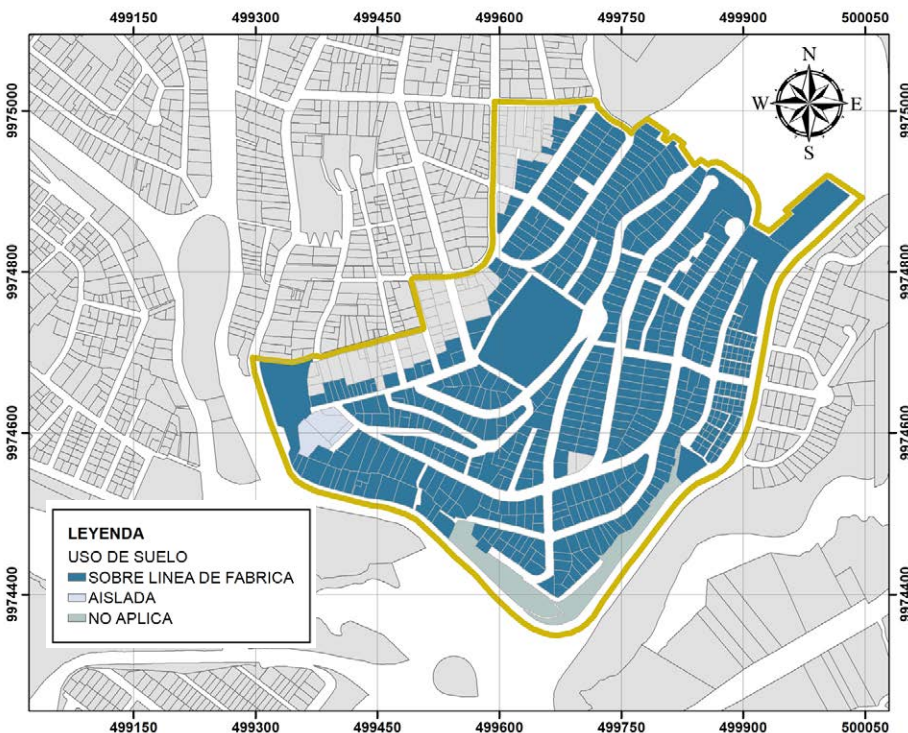 499150 499300 499450 499600 499750 499900 500050
N
W E
S
9975000 9975000
9974800 9974800
9974600 9974600
9974400 9974400
LEYENDA
USO DE SUELO
SOBRE LINEA DE FABRICA
AISLADA
NO APLICA
499150 499300 499450 499600 499750 499900 500050